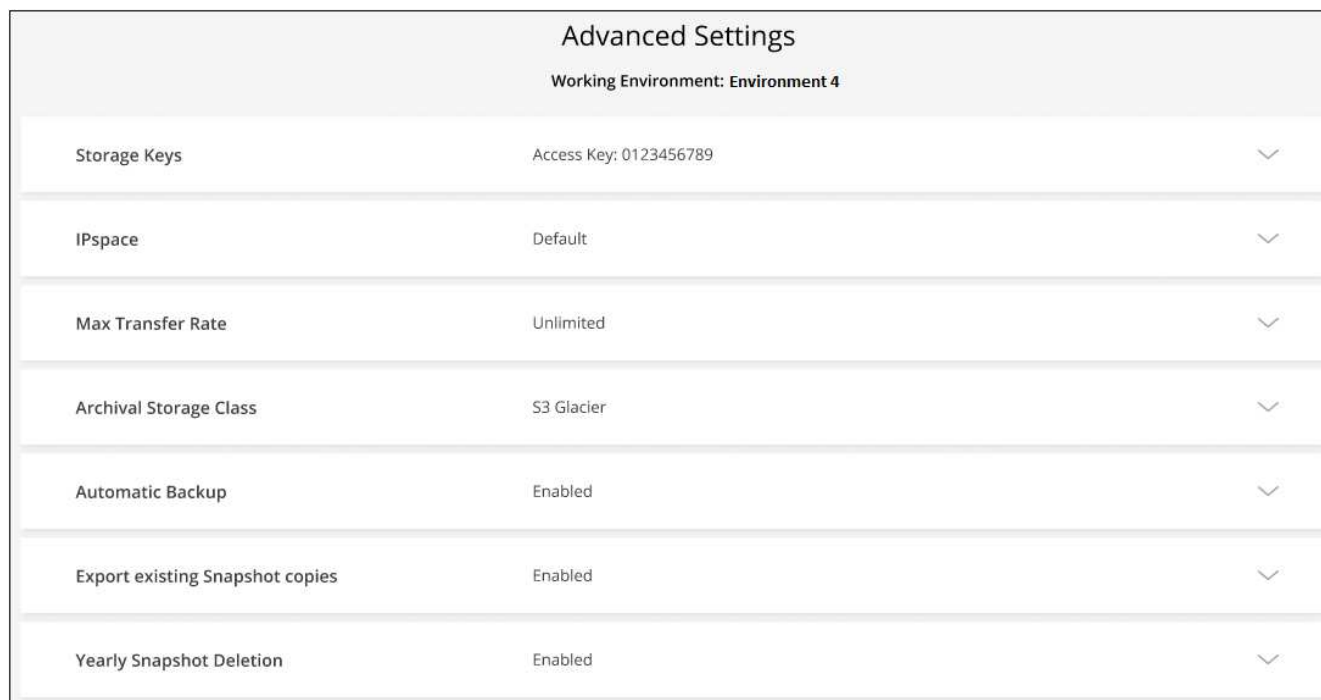 Advanced Settings
Working Environment: Environment 4
Storage Keys Access Key: 0123456789
IPspace Default
Max Transfer Rate Unlimited
Archival Storage Class S3 Glacier
Automatic Backup Enabled
Export existing Snapshot copies Enabled
Yearly Snapshot Deletion Enabled